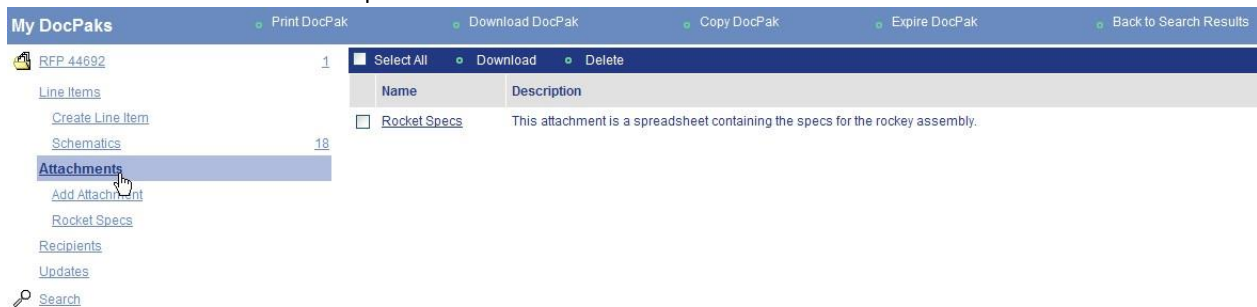 My DocPaks Print DocPak Download DocPak Copy DocPak Expire DocPak Back to Search Results
RFP 44692 1
Select All Download Delete
Line Items
Name Description
Create Line Item
Rocket Specs This attachment is a spreadsheet containing the specs for the rockey assembly.
Schematics 18
Attachments
Add Attachment
Rocket Specs
Recipients
Updates
Search